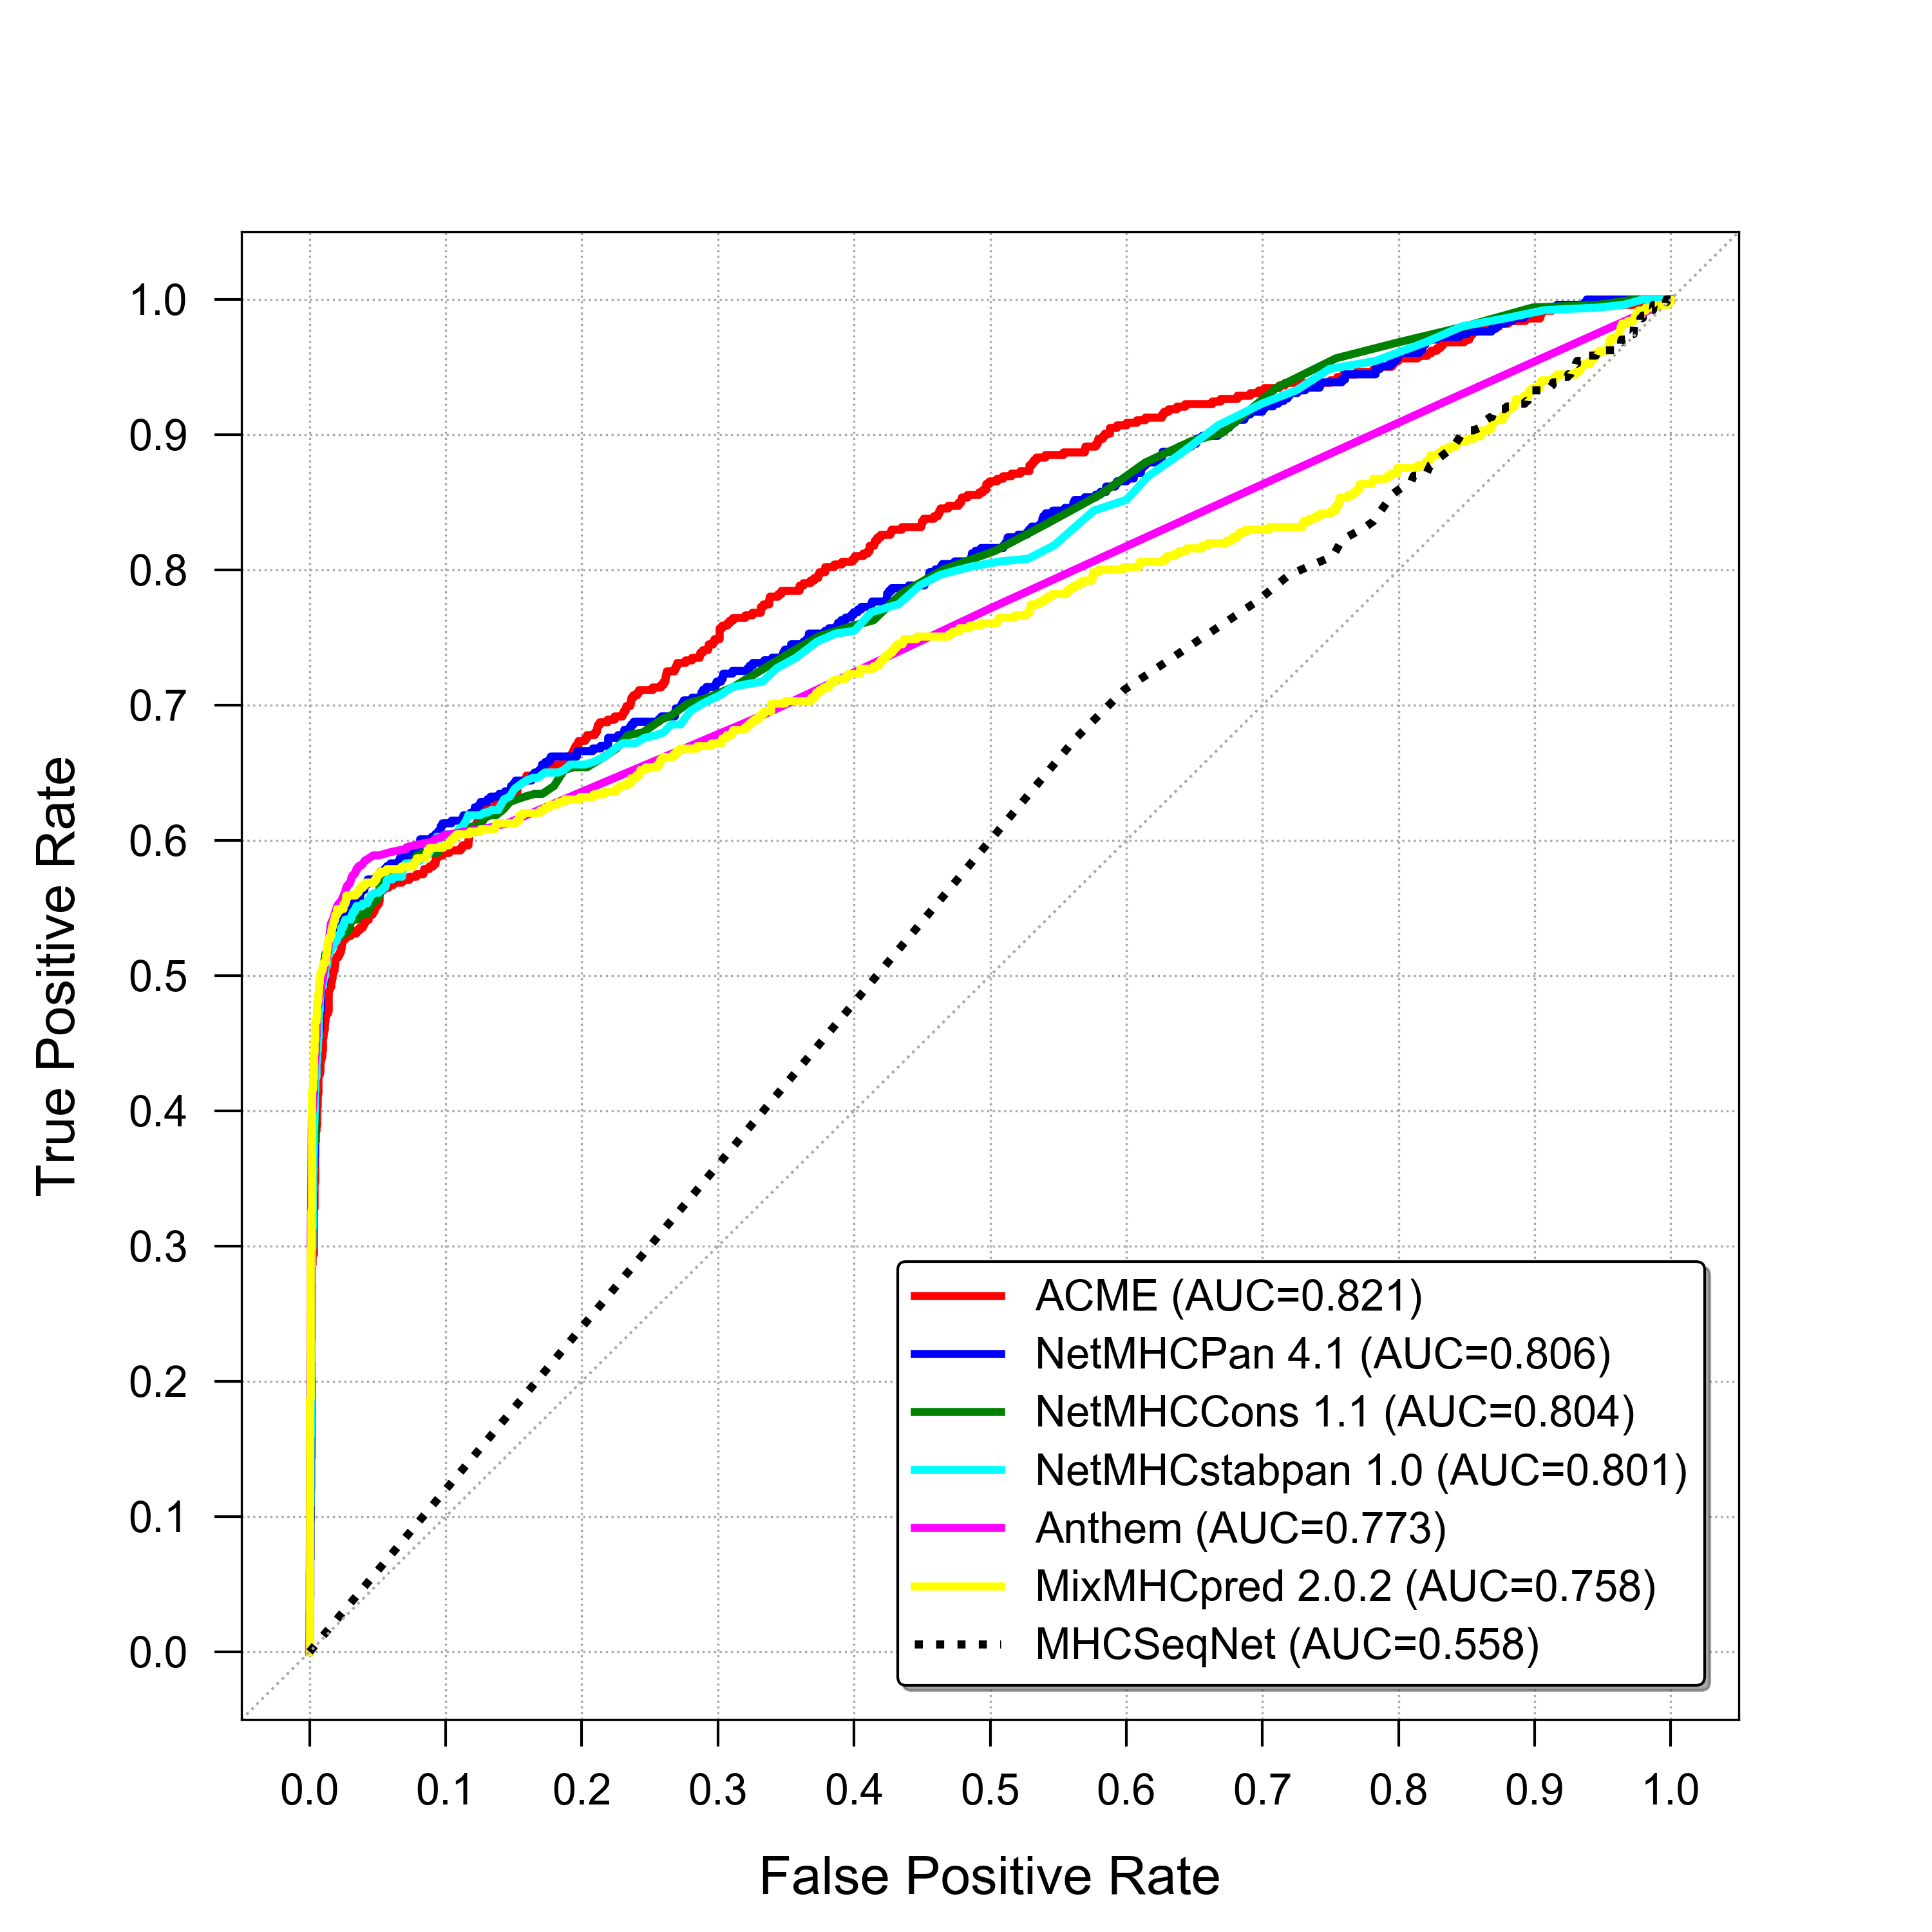 True Positive Rate
1.0
0.9
0.8
0.7
0.6
0.5
0.4
0.3
0.2
0.1
0.0
ACME (AUC=0.821)
NetMHCPan 4.1 (AUC=0.806)
NetMHCCons 1.1 (AUC=0.804)
NetMHCstabpan 1.0 (AUC=0.801)
Anthem (AUC=0.773)
MixMHCpred 2.0.2 (AUC=0.758)
MHCSeqNet (AUC=0.558)
0.0 0.1 0.2 0.3 0.4 0.5 0.6 0.7 0.8 0.9 1.0
False Positive Rate